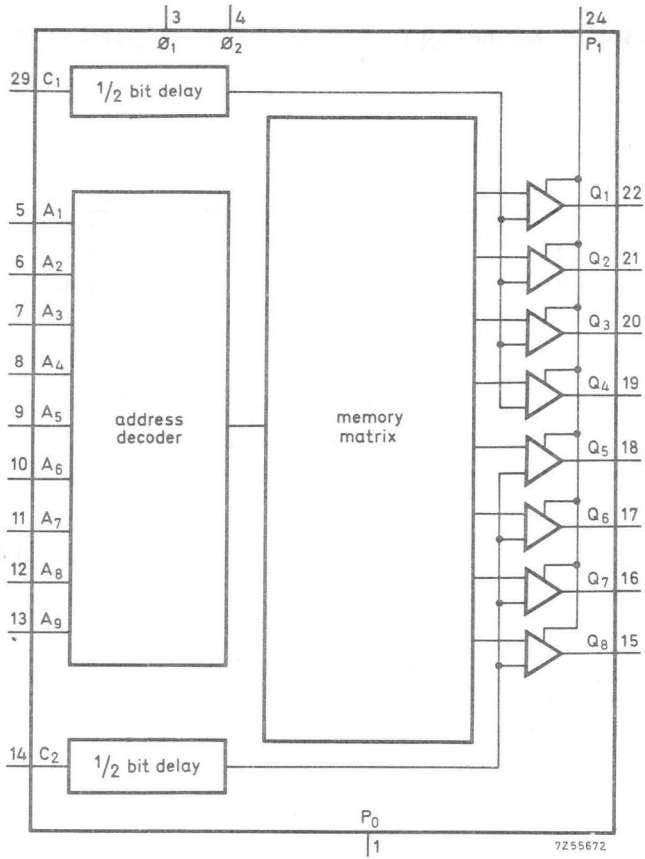 3 4 24
Ø1 Ø2 P1
29 C1 1/2 bit delay
Q1 22
5 A1
6 A2 Q2 21
7 A3 Q3 20
8 A4 Q4 19
9 A5 address decoder memory matrix Q5 18
10 A6
11 A7 Q6 17
12 A8 Q7 16
13 A9 Q8 15
14 C2 1/2 bit delay
P0
1 7Z55672